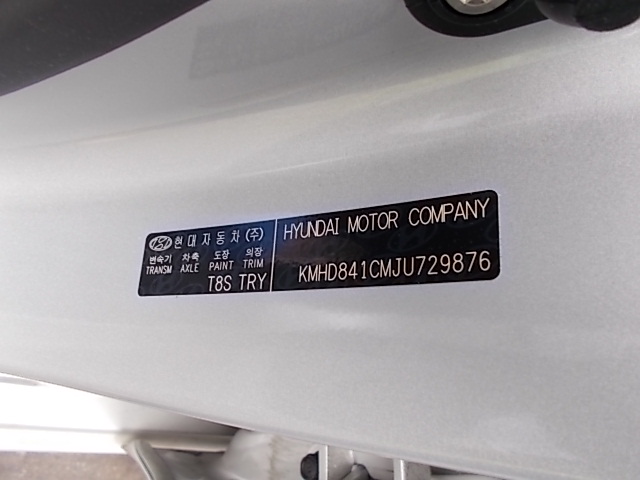 현대자동차(주)
변속기 차축 도장 의장
TRANSM AXLE PAINT TRIM
T8S TRY
HYUNDAI MOTOR COMPANY
KMHD841CMJU729876